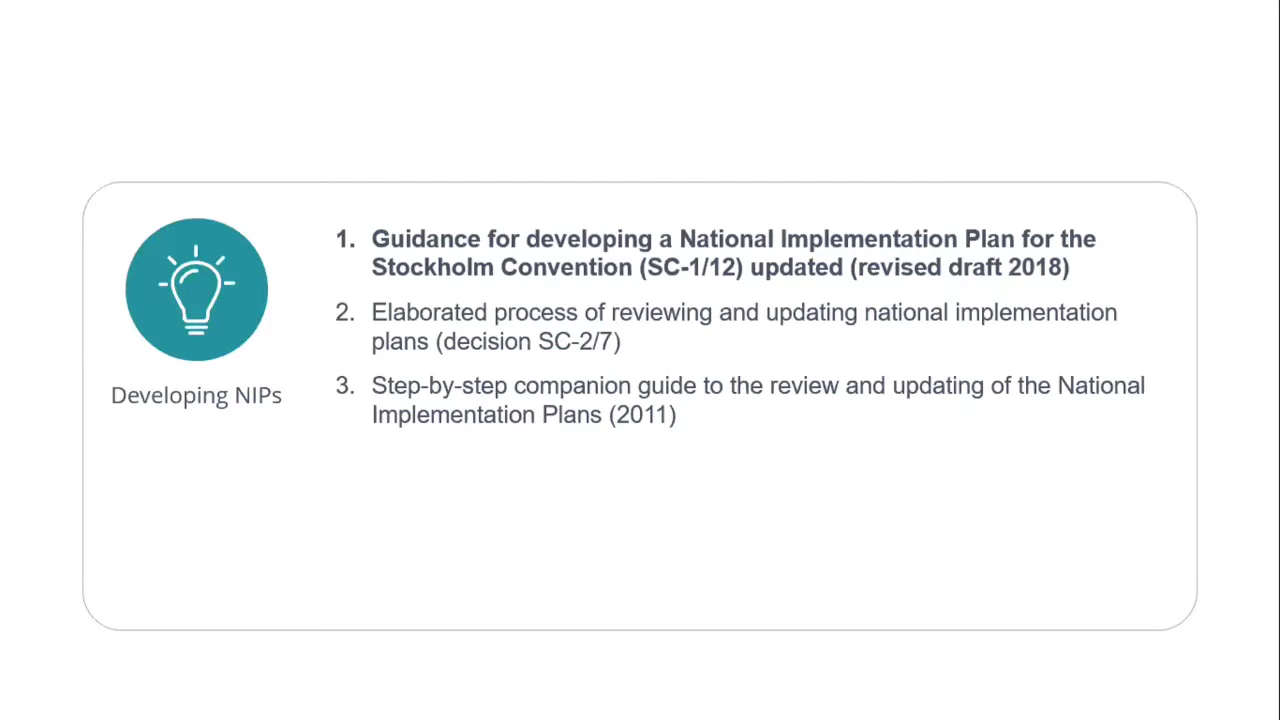 1. Guidance for developing a National Implementation Plan for the
Stockholm Convention (SC-1/12) updated (revised draft 2018)
2. Elaborated process of reviewing and updating national implementation
plans (decision SC-2/7)
3. Step-by-step companion guide to the review and updating of the National
Implementation Plans (2011)
Developing NIPs